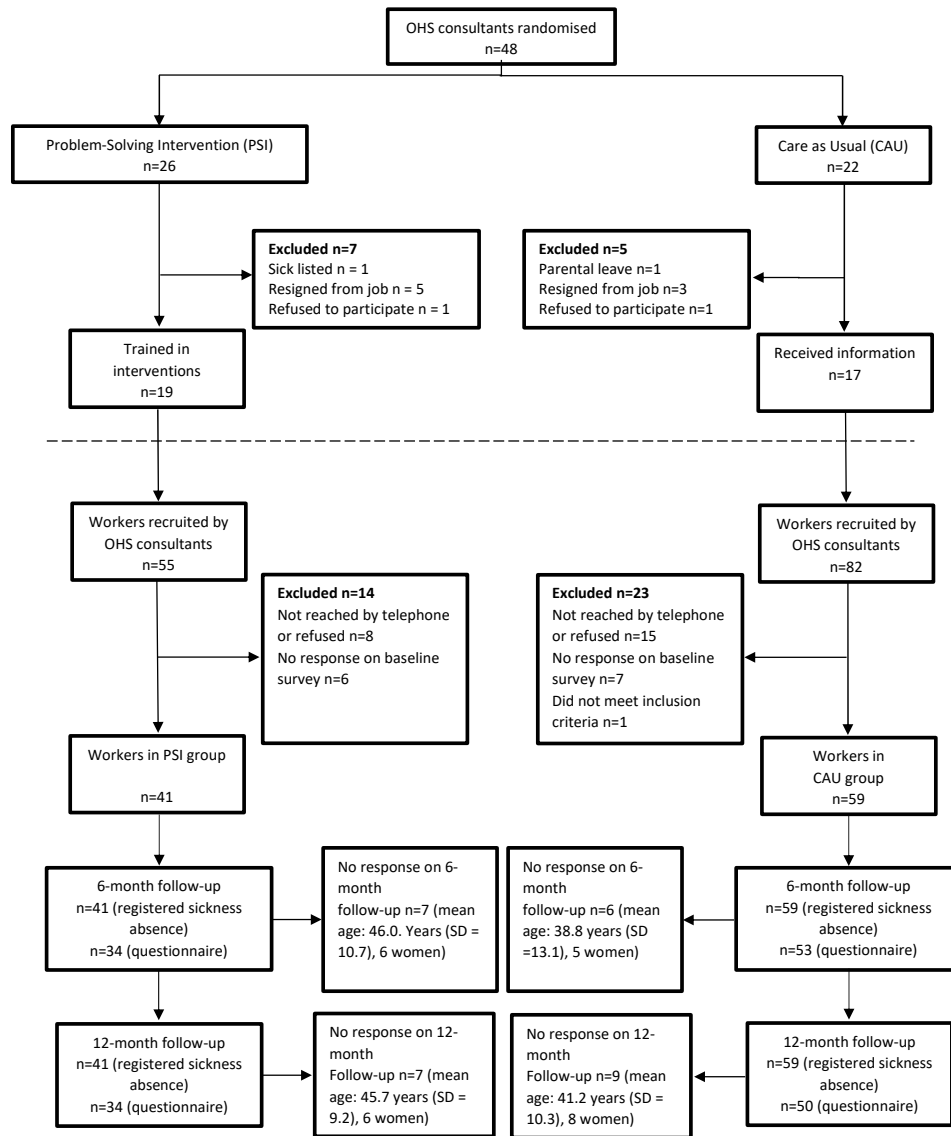 OHS consultants randomised
n=48
Problem-Solving Intervention (PSI)
n=26
Care as Usual (CAU)
n=22
Excluded n=7
Sick listed n = 1
Resigned from job n = 5
Refused to participate n = 1
Excluded n=5
Parental leave n=1
Resigned from job n=3
Refused to participate n=1
Trained in
interventions
n=19
Received information
n=17
Workers recruited by
OHS consultants
n=55
Workers recruited by
OHS consultants
n=82
Excluded n=14
Not reached by telephone
or refused n=8
No response on baseline
survey n=6
Excluded n=23
Not reached by telephone
or refused n=15
No response on baseline
survey n=7
Did not meet inclusion
criteria n=1
Workers in PSI group
n=41
Workers in
CAU group
n=59
6-month follow-up
n=41 (registered sickness
absence)
n=34 (questionnaire)
No response on 6-
month
follow-up n=7 (mean
age: 46.0. Years (SD =
10.7), 6 women)
No response on 6-
month
follow-up n=6 (mean
age: 38.8 years (SD
=13.1), 5 women)
6-month follow-up
n=59 (registered sickness
absence)
n=53 (questionnaire)
12-month follow-up
n=41 (registered sickness
absence)
n=34 (questionnaire)
No response on 12-
month
Follow-up n=7 (mean
age: 45.7 years (SD =
9.2), 6 women)
No response on 12-
month
Follow-up n=9 (mean
age: 41.2 years (SD =
10.3), 8 women)
12-month follow-up
n=59 (registered sickness
absence)
n=50 (questionnaire)